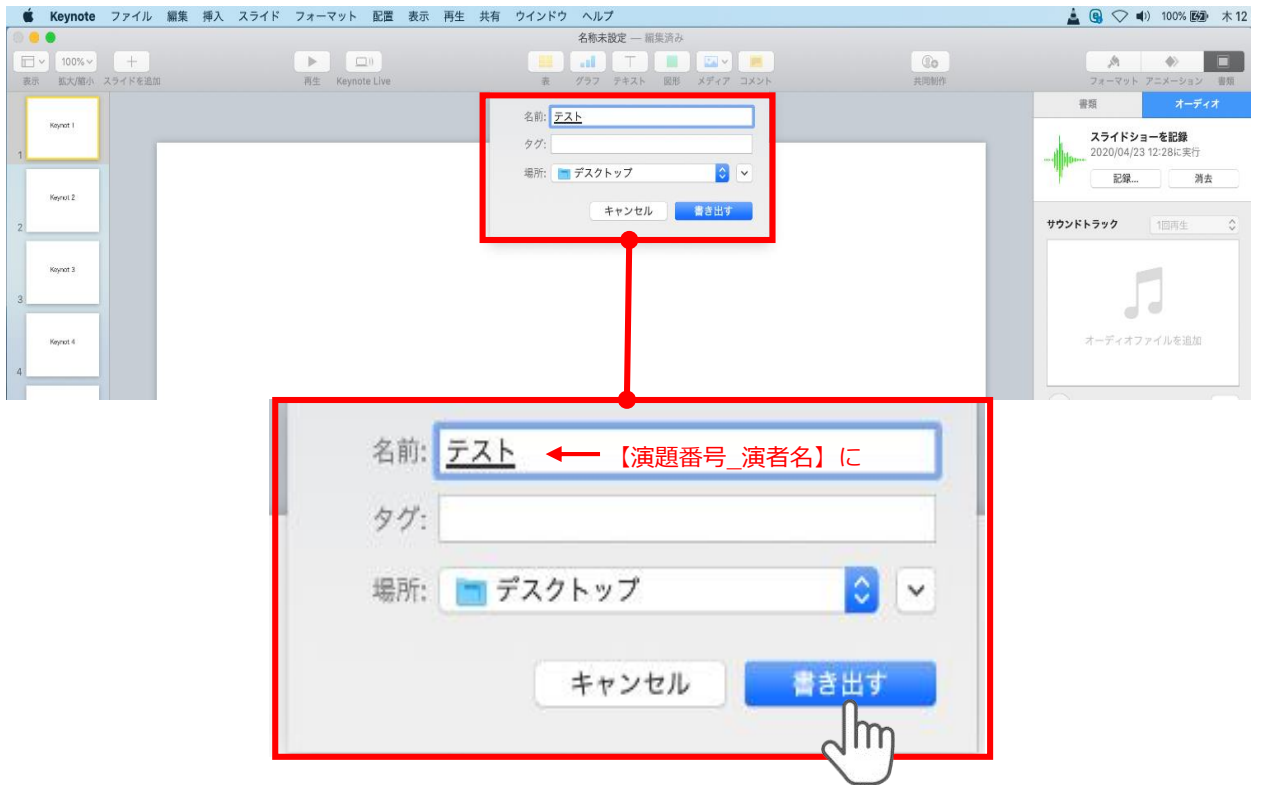 Keynote ファイル 編集 挿入 スライド フォーマット 配置 表示 再生 共有 ウインドウ ヘルプ 100% 木12
名称未設定 — 編集済み
100%
表示 拡大/縮小 スライドを追加 再生 Keynote Live 表 グラフ テキスト 図形 メディア コメント 共同制作 フォーマット アニメーション 書類
書類 オーディオ
Keynot 1
1
Keynot 2
2
Keynot 3
3
Keynot 4
4
名前: テスト
タグ:
場所: デスクトップ
キャンセル 書き出す
スライドショーを記録
2020/04/23 12:28に実行
記録... 消去
サウンドトラック 1回再生
オーディオファイルを追加
名前: テスト 【演題番号_演者名】に
タグ:
場所: デスクトップ
キャンセル 書き出す